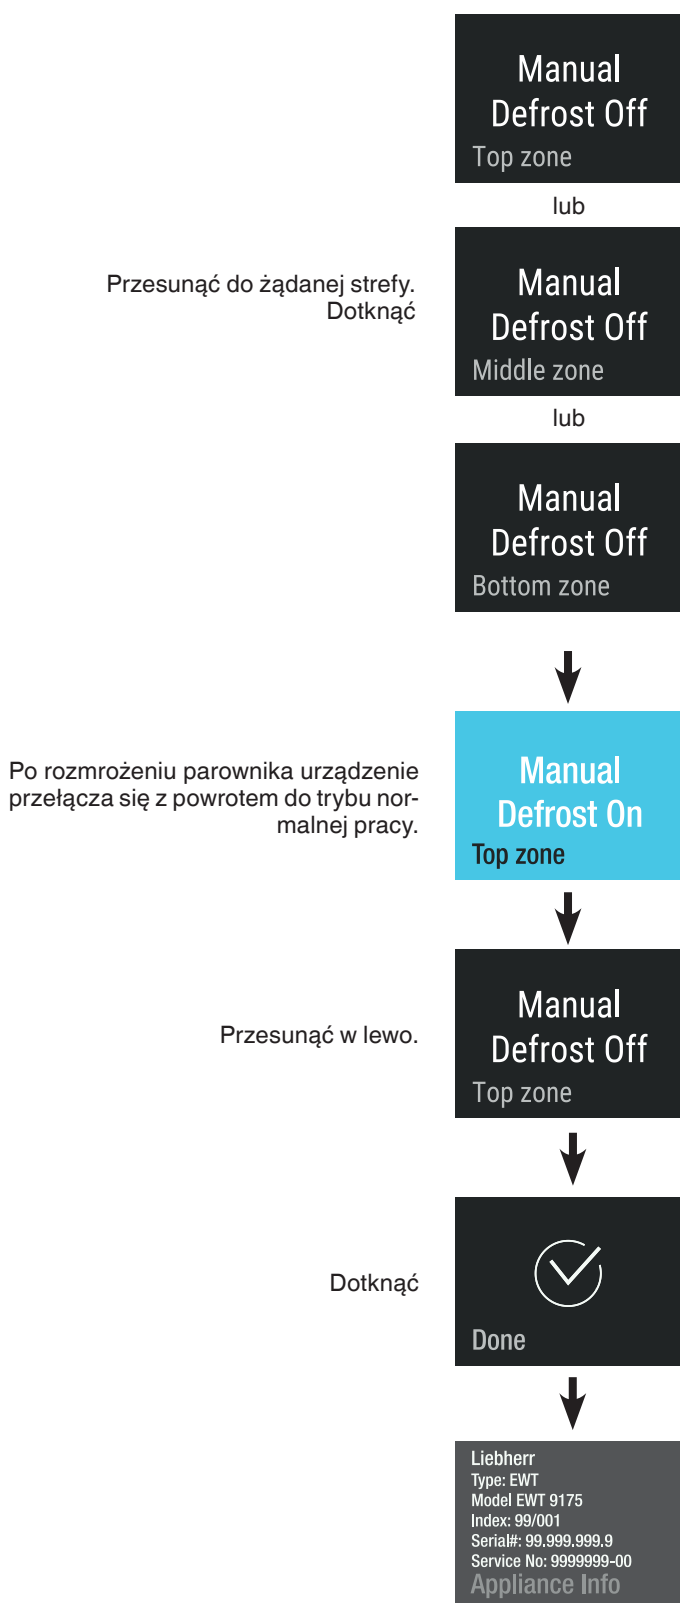 Manual
Defrost Off
Top zone
lub
Przesunąć do żądanej strefy.
Dotknąć
Manual
Defrost Off
Middle zone
lub
Manual
Defrost Off
Bottom zone
Po rozmrożeniu parownika urządzenie
przełącza się z powrotem do trybu nor-
malnej pracy.
Manual
Defrost On
Top zone
Przesunąć w lewo.
Manual
Defrost Off
Top zone
Dotknąć
Done
Liebherr
Type: EWT
Model EWT 9175
Index: 99/001
Serial#: 99.999.999.9
Service No: 9999999-00
Appliance Info